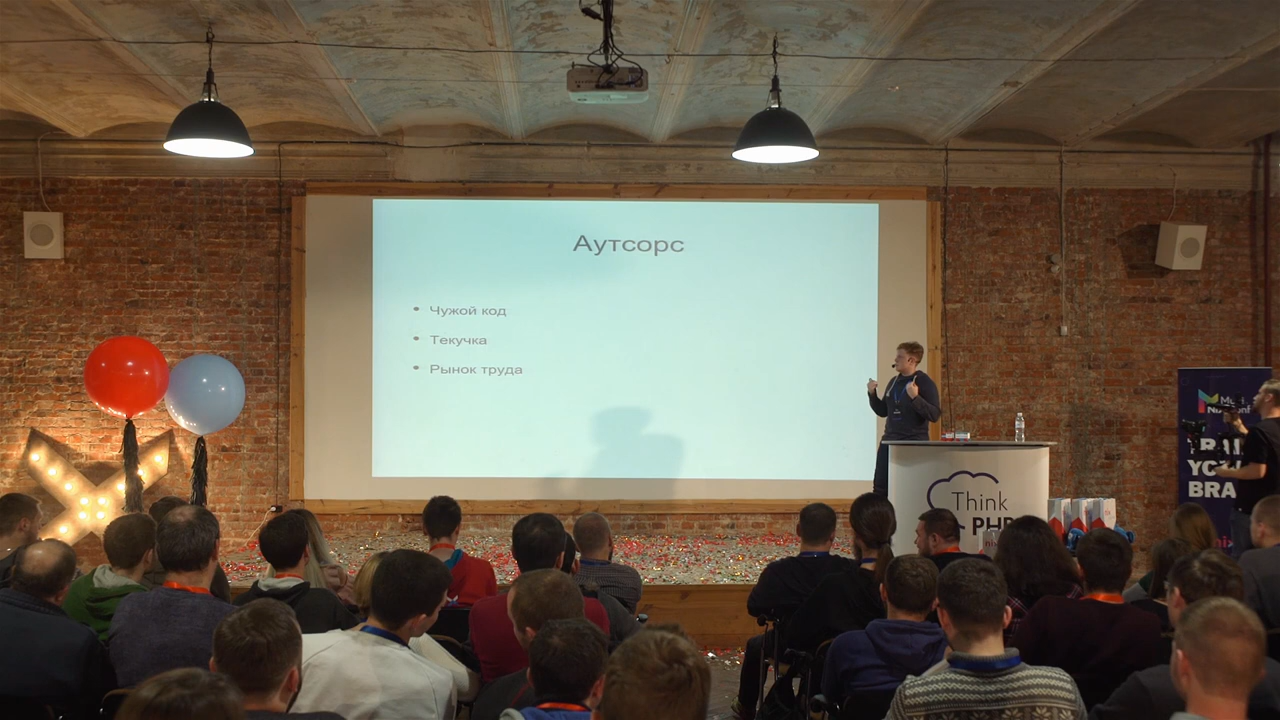 Аутсорс
• Чужой код
• Текучка
• Рынок труда
Think
PHP